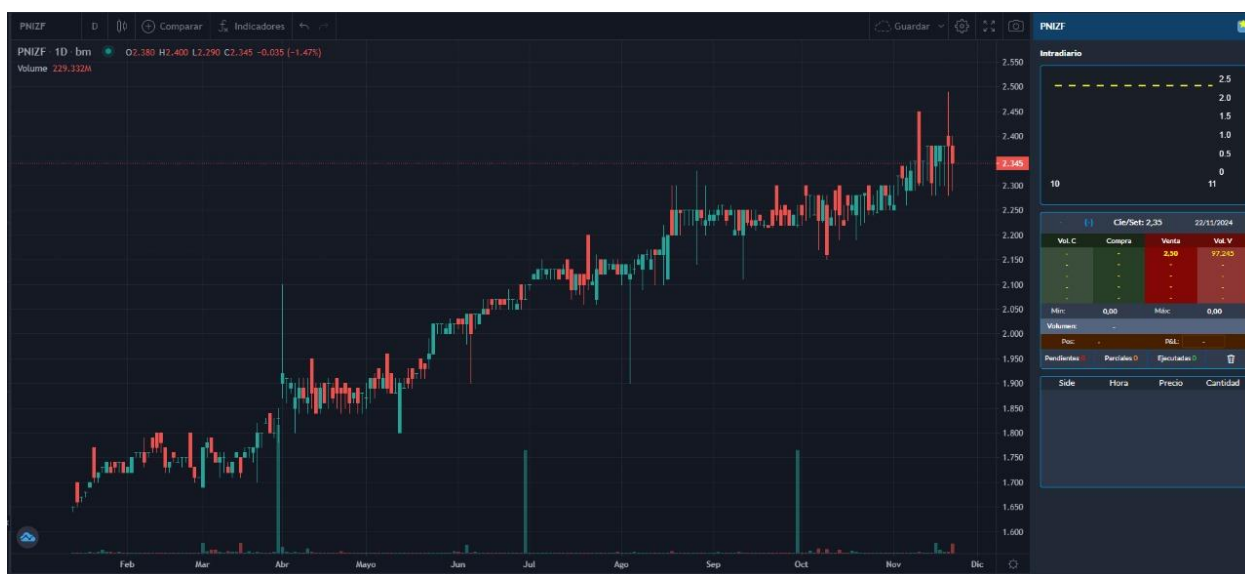 PNIZF D Comparar Indicadores Guardar
PNIZF · 1D · bm O2.380 H2.400 L2.290 C2.345 −0.035 (−1.47%)
Volume 229.332M
2.550
2.500
2.450
2.400
2.345
2.300
2.250
2.200
2.150
2.100
2.050
2.000
1.950
1.900
1.850
1.800
1.750
1.700
1.650
1.600
Feb Mar Abr Mayo Jun Jul Ago Sep Oct Nov Dic
PNIZF
Intradiario
2.5
2.0
1.5
1.0
0.5
0
10 11
- Cie/Set: 2,35 22/11/2024
Vol. C Compra Venta Vol. V
- - 2,50 97.245
- - - -
- - - -
- - - -
- - - -
Mín: 0,00 Máx: 0,00
Volumen: -
Pos: - P&L: -
Pendientes 0 Parciales 0 Ejecutadas 0
Side Hora Precio Cantidad